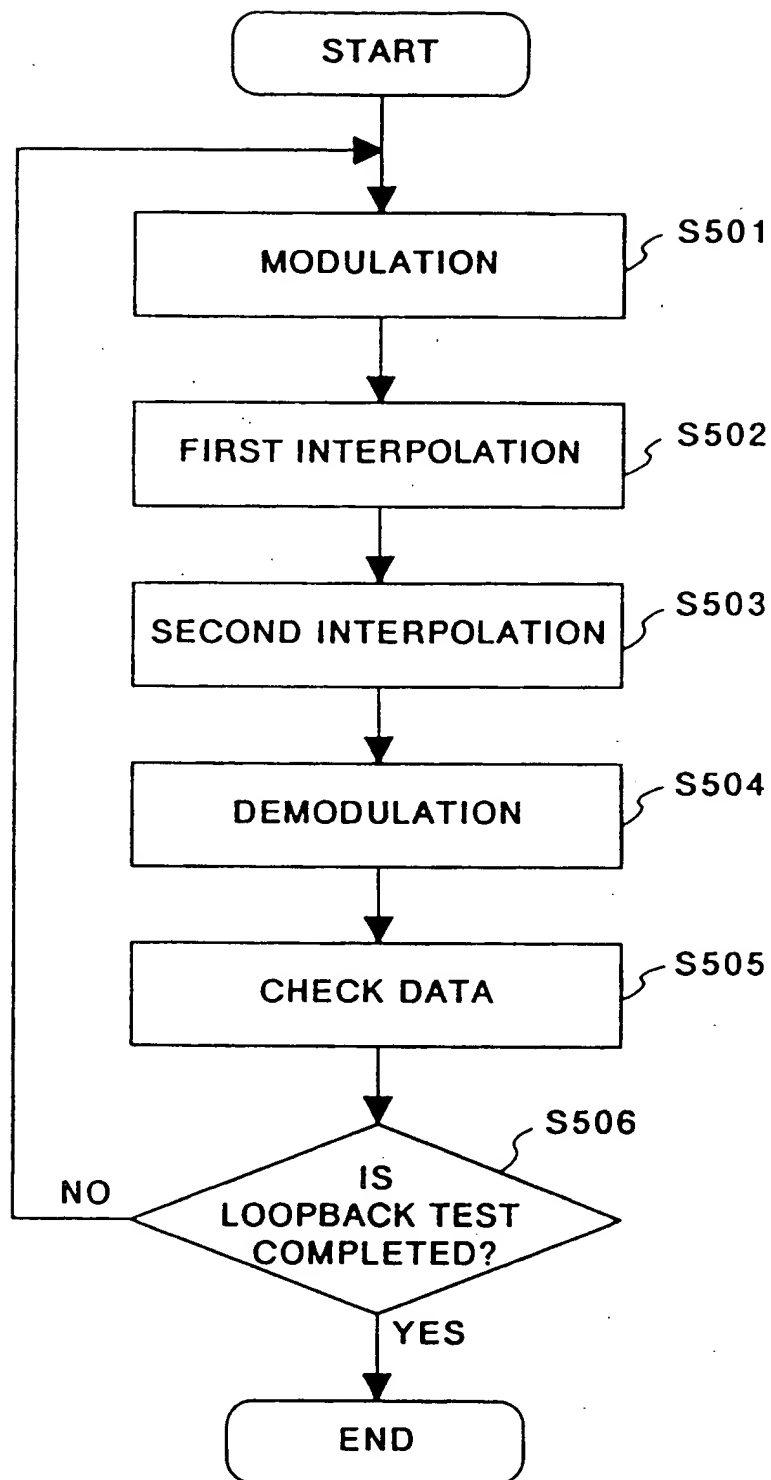 START
MODULATION
S501
FIRST INTERPOLATION
S502
SECOND INTERPOLATION
S503
DEMODULATION
S504
CHECK DATA
S505
S506
IS
LOOPBACK TEST
COMPLETED?
NO
YES
END